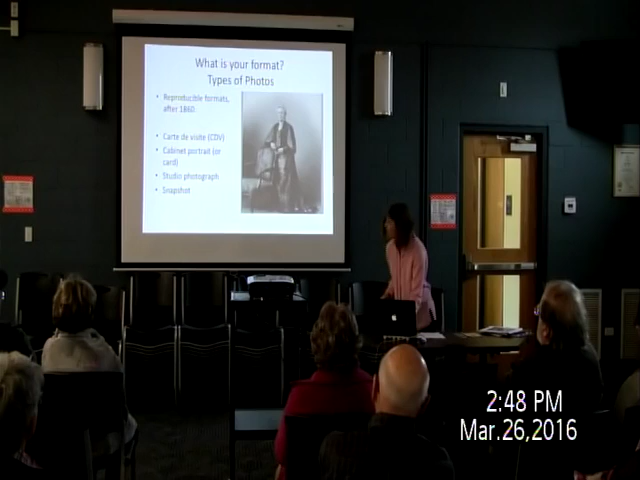 What is your format?
Types of Photos
• Reproducible formats,
after 1860:
• Carte de visite (CDV)
• Cabinet portrait (or
card)
• Studio photograph
• Snapshot
2:48 PM
Mar.26,2016